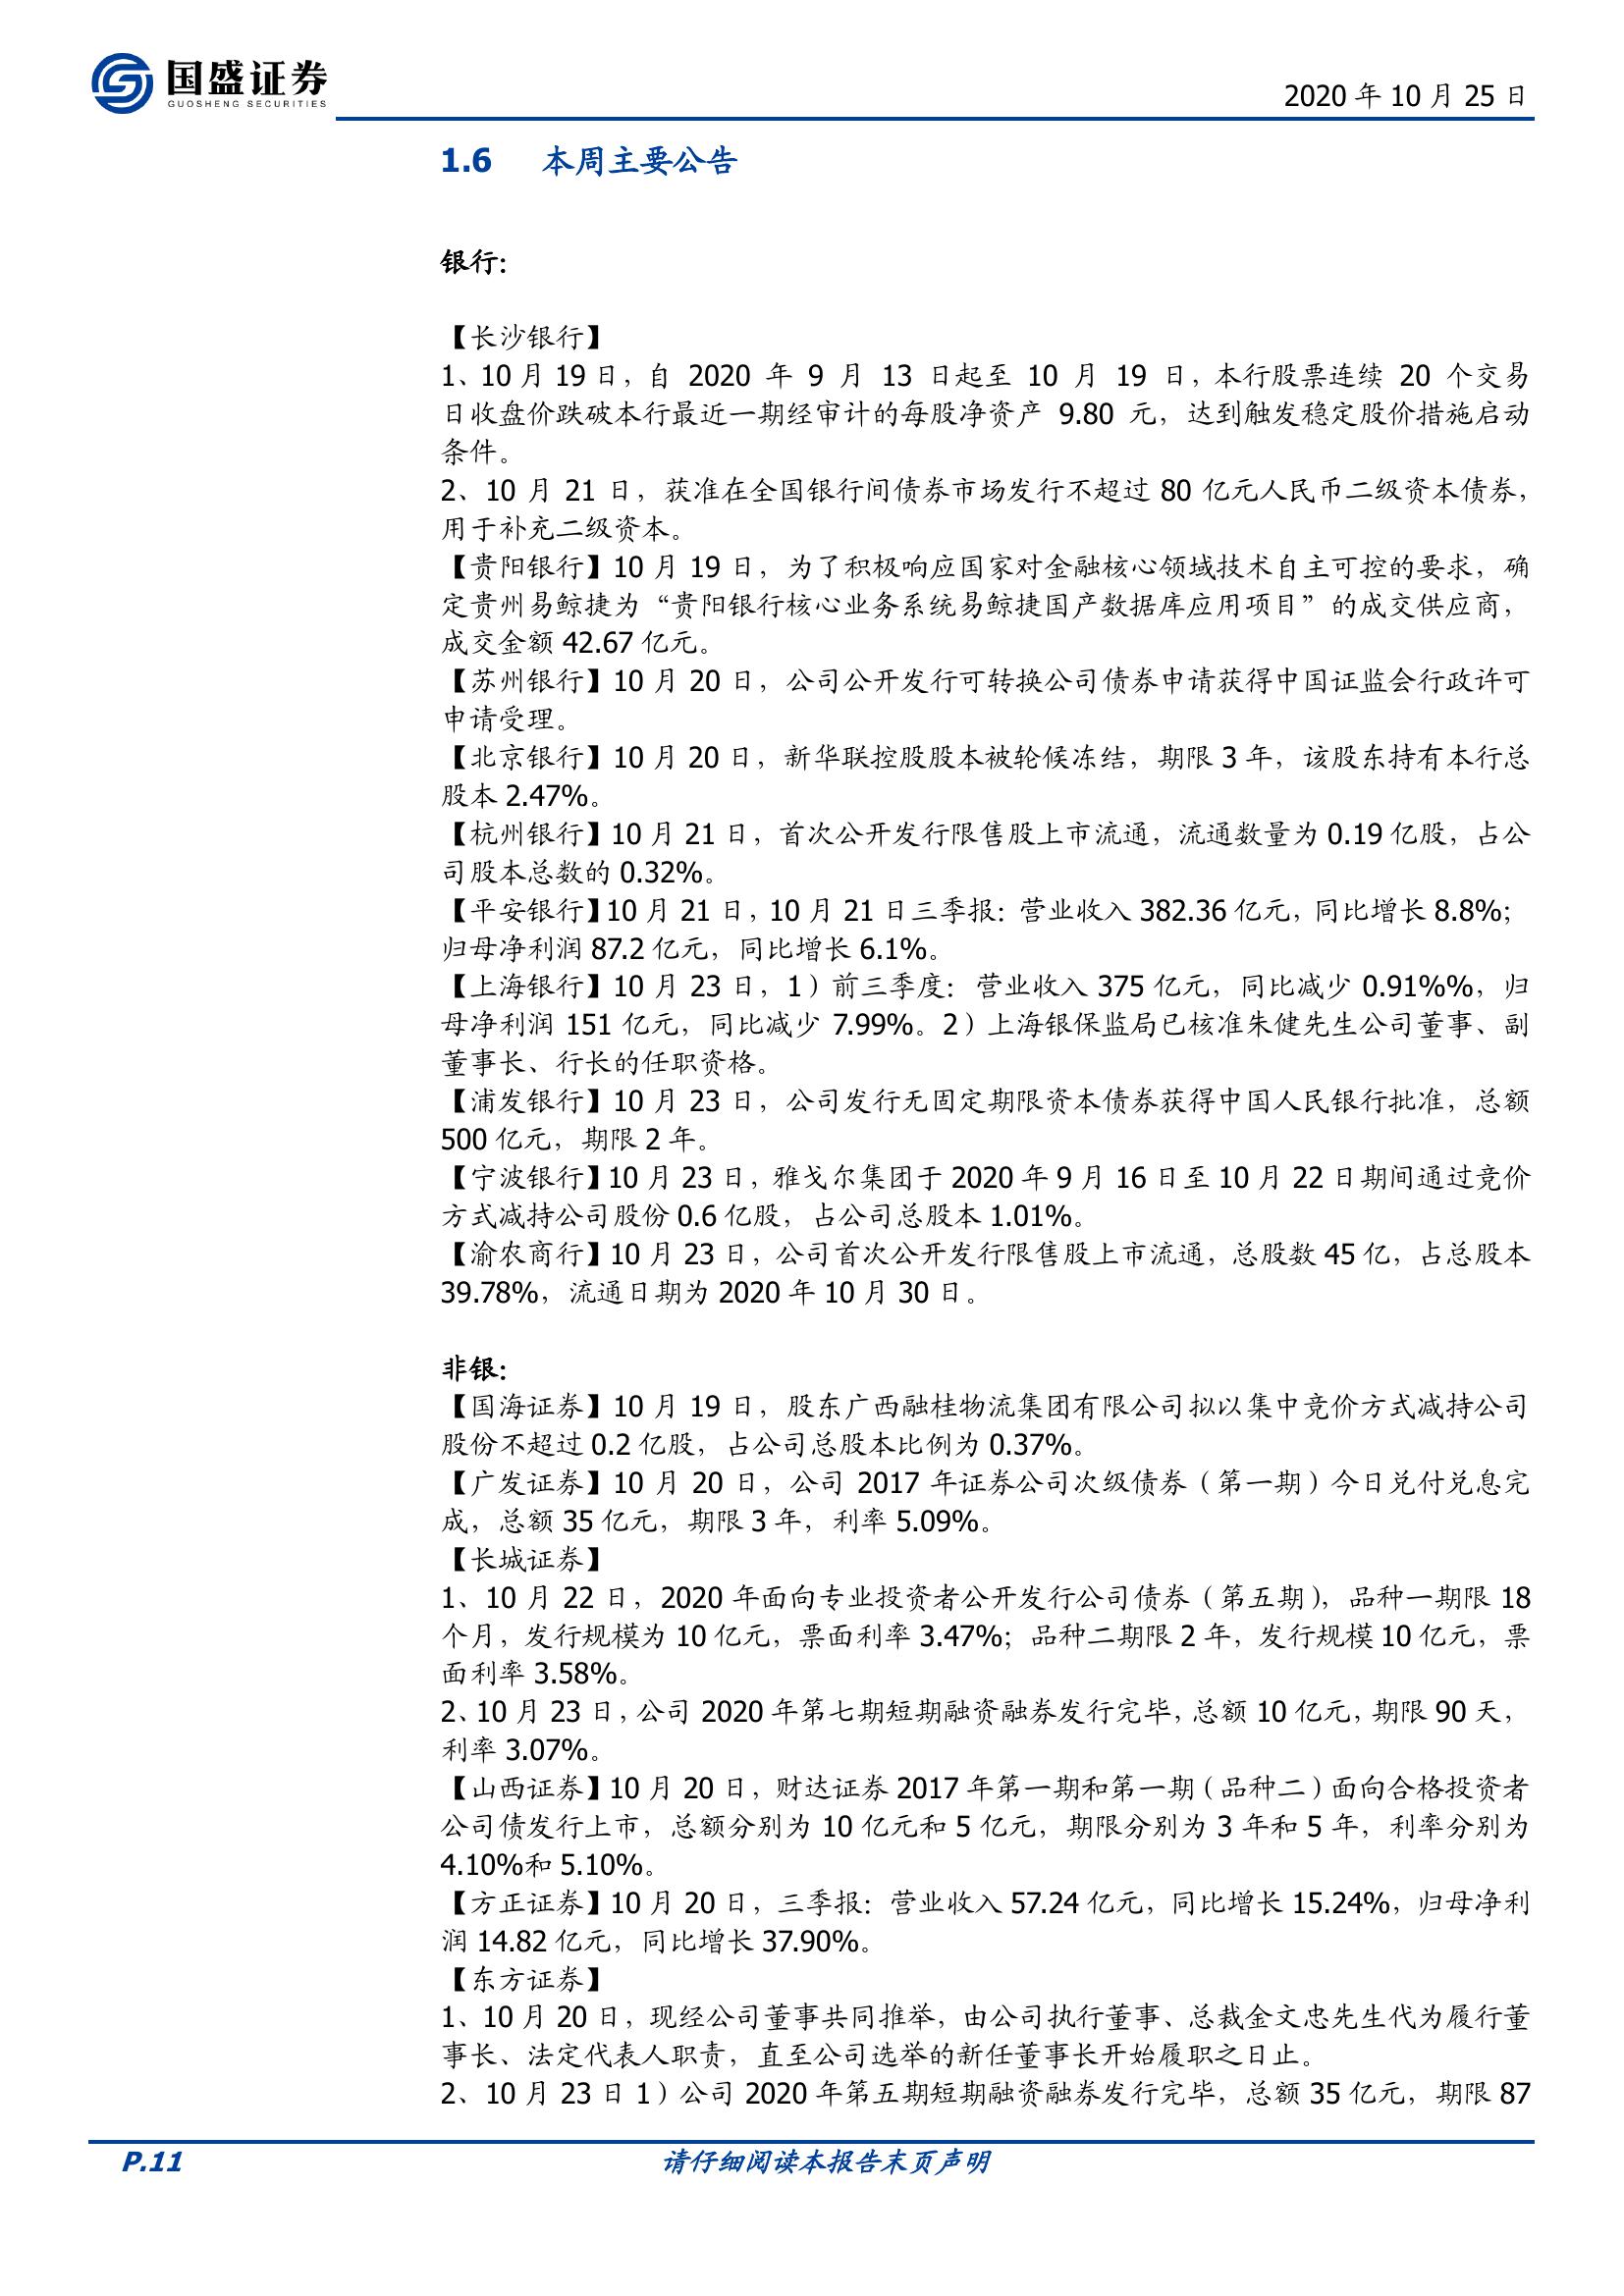 国盛证券
GUOSHENG SECURITIES
2020 年 10 月 25 日
1.6 本周主要公告
银行：
【长沙银行】
1、10 月 19 日，自 2020 年 9 月 13 日起至 10 月 19 日，本行股票连续 20 个交易
日收盘价跌破本行最近一期经审计的每股净资产 9.80 元，达到触发稳定股价措施启动
条件。
2、10 月 21 日，获准在全国银行间债券市场发行不超过 80 亿元人民币二级资本债券，
用于补充二级资本。
【贵阳银行】10 月 19 日，为了积极响应国家对金融核心领域技术自主可控的要求，确
定贵州易鲸捷为“贵阳银行核心业务系统易鲸捷国产数据库应用项目”的成交供应商，
成交金额 42.67 亿元。
【苏州银行】10 月 20 日，公司公开发行可转换公司债券申请获得中国证监会行政许可
申请受理。
【北京银行】10 月 20 日，新华联控股股本被轮候冻结，期限 3 年，该股东持有本行总
股本 2.47%。
【杭州银行】10 月 21 日，首次公开发行限售股上市流通，流通数量为 0.19 亿股，占公
司股本总数的 0.32%。
【平安银行】10 月 21 日，10 月 21 日三季报：营业收入 382.36 亿元，同比增长 8.8%；
归母净利润 87.2 亿元，同比增长 6.1%。
【上海银行】10 月 23 日，1）前三季度：营业收入 375 亿元，同比减少 0.91%%，归
母净利润 151 亿元，同比减少 7.99%。2）上海银保监局已核准朱健先生公司董事、副
董事长、行长的任职资格。
【浦发银行】10 月 23 日，公司发行无固定期限资本债券获得中国人民银行批准，总额
500 亿元，期限 2 年。
【宁波银行】10 月 23 日，雅戈尔集团于 2020 年 9 月 16 日至 10 月 22 日期间通过竞价
方式减持公司股份 0.6 亿股，占公司总股本 1.01%。
【渝农商行】10 月 23 日，公司首次公开发行限售股上市流通，总股数 45 亿，占总股本
39.78%，流通日期为 2020 年 10 月 30 日。
非银：
【国海证券】10 月 19 日，股东广西融桂物流集团有限公司拟以集中竞价方式减持公司
股份不超过 0.2 亿股，占公司总股本比例为 0.37%。
【广发证券】10 月 20 日，公司 2017 年证券公司次级债券（第一期）今日兑付兑息完
成，总额 35 亿元，期限 3 年，利率 5.09%。
【长城证券】
1、10 月 22 日，2020 年面向专业投资者公开发行公司债券（第五期），品种一期限 18
个月，发行规模为 10 亿元，票面利率 3.47%；品种二期限 2 年，发行规模 10 亿元，票
面利率 3.58%。
2、10 月 23 日，公司 2020 年第七期短期融资融券发行完毕，总额 10 亿元，期限 90 天，
利率 3.07%。
【山西证券】10 月 20 日，财达证券 2017 年第一期和第一期（品种二）面向合格投资者
公司债发行上市，总额分别为 10 亿元和 5 亿元，期限分别为 3 年和 5 年，利率分别为
4.10%和 5.10%。
【方正证券】10 月 20 日，三季报：营业收入 57.24 亿元，同比增长 15.24%，归母净利
润 14.82 亿元，同比增长 37.90%。
【东方证券】
1、10 月 20 日，现经公司董事共同推举，由公司执行董事、总裁金文忠先生代为履行董
事长、法定代表人职责，直至公司选举的新任董事长开始履职之日止。
2、10 月 23 日 1）公司 2020 年第五期短期融资融券发行完毕，总额 35 亿元，期限 87
P.11
请仔细阅读本报告末页声明